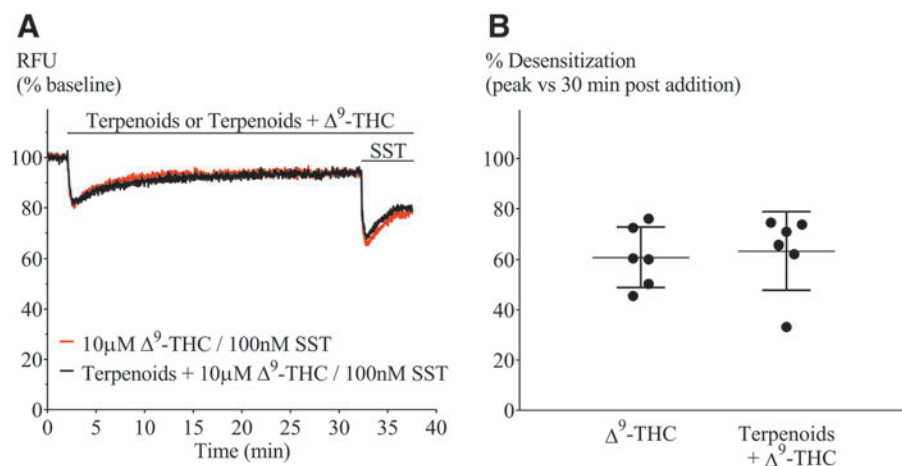 A
RFU
(% baseline)
Terpenoids or Terpenoids + Δ⁹-THC
SST
100
80
60
40
20
0
10μM Δ⁹-THC / 100nM SST
Terpenoids + 10μM Δ⁹-THC / 100nM SST
0 5 10 15 20 25 30 35 40
Time (min)
B
% Desensitization
(peak vs 30 min post addition)
100
80
60
40
20
0
Δ⁹-THC
Terpenoids
+ Δ⁹-THC